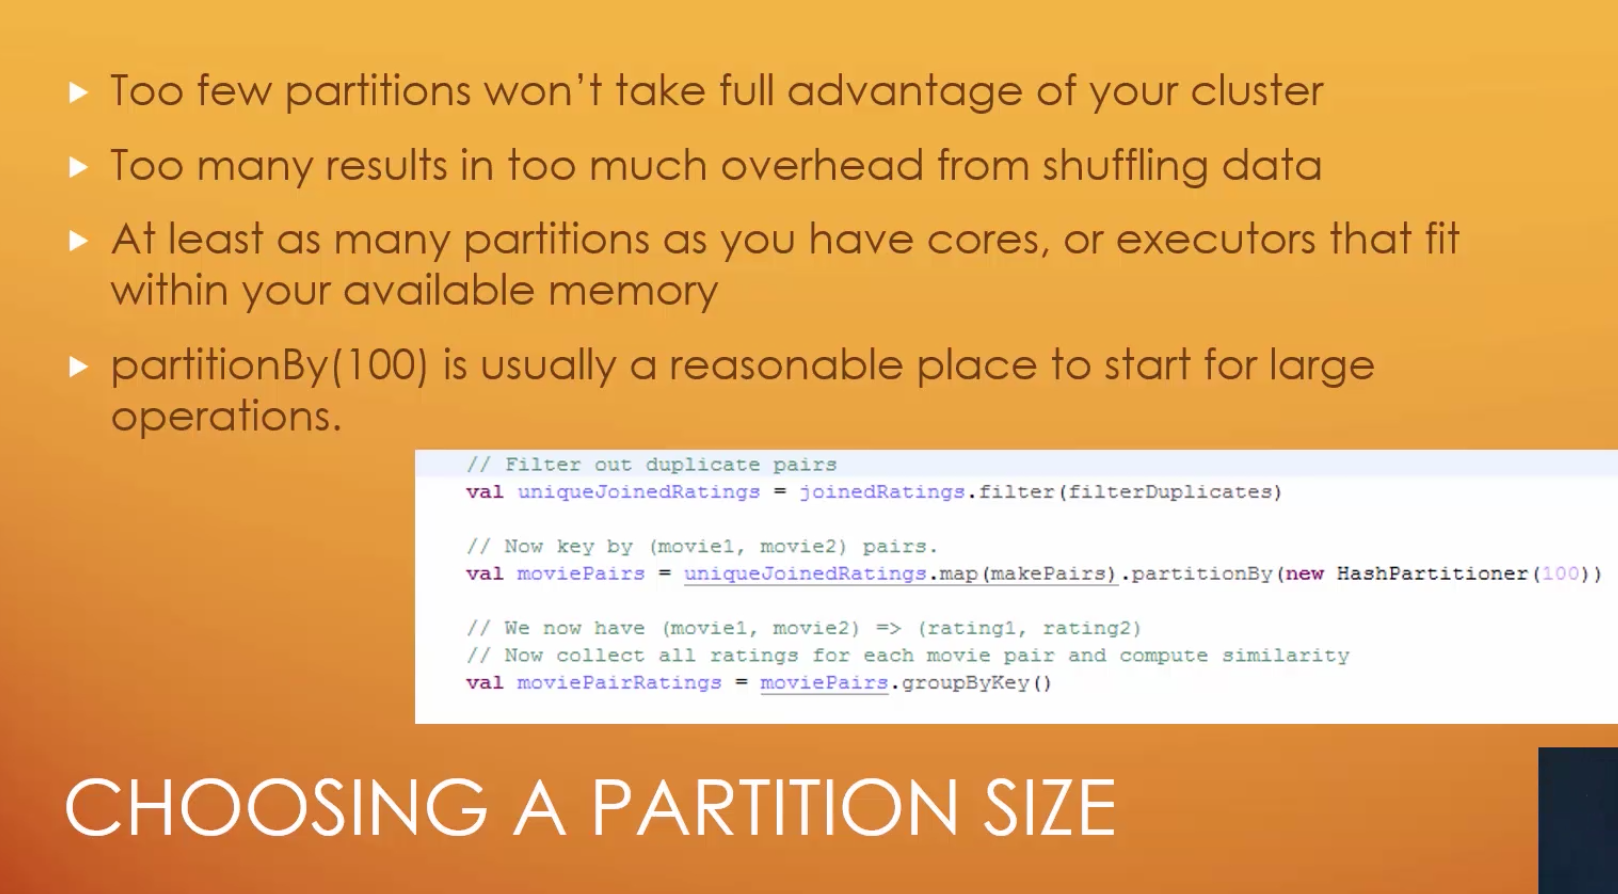 Too few partitions won't take full advantage of your cluster
Too many results in too much overhead from shuffling data
At least as many partitions as you have cores, or executors that fit
within your available memory
partitionBy(100) is usually a reasonable place to start for large
operations.
// Filter out duplicate pairs
val uniqueJoinedRatings = joinedRatings.filter(filterDuplicates)
// Now key by (movie1, movie2) pairs.
val moviePairs = uniqueJoinedRatings.map(makePairs).partitionBy(new HashPartitioner(100))
// We now have (movie1, movie2) => (rating1, rating2)
// Now collect all ratings for each movie pair and compute similarity
val moviePairRatings = moviePairs.groupByKey()
CHOOSING A PARTITION SIZE